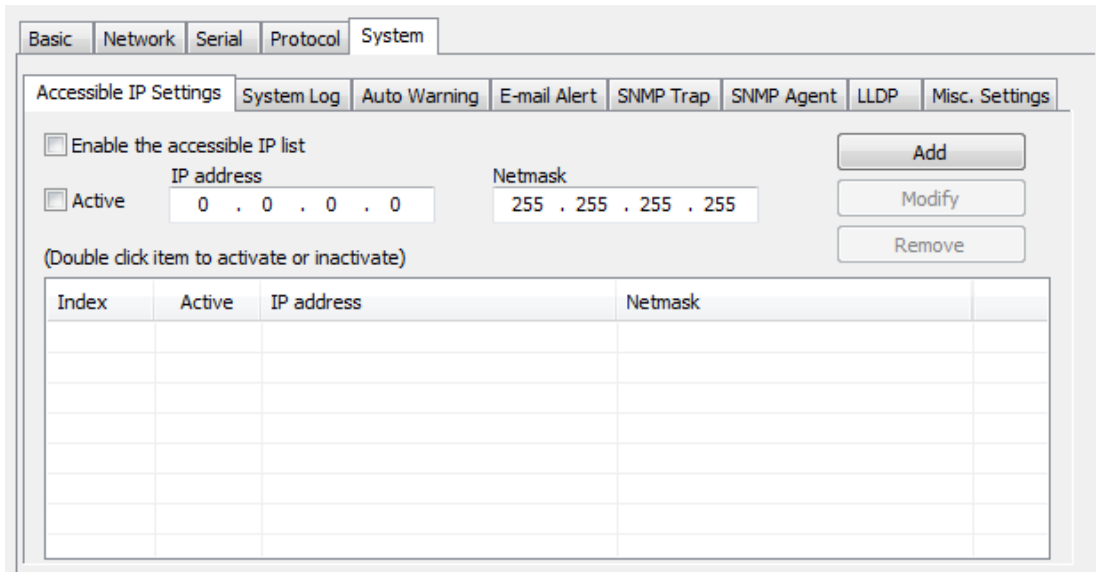 Basic Network Serial Protocol System
Accessible IP Settings System Log Auto Warning E-mail Alert SNMP Trap SNMP Agent LLDP Misc. Settings
Enable the accessible IP list
Add
IP address Netmask
Active 0 . 0 . 0 . 0 255 . 255 . 255 . 255
Modify
Remove
(Double click item to activate or inactivate)
Index Active IP address Netmask